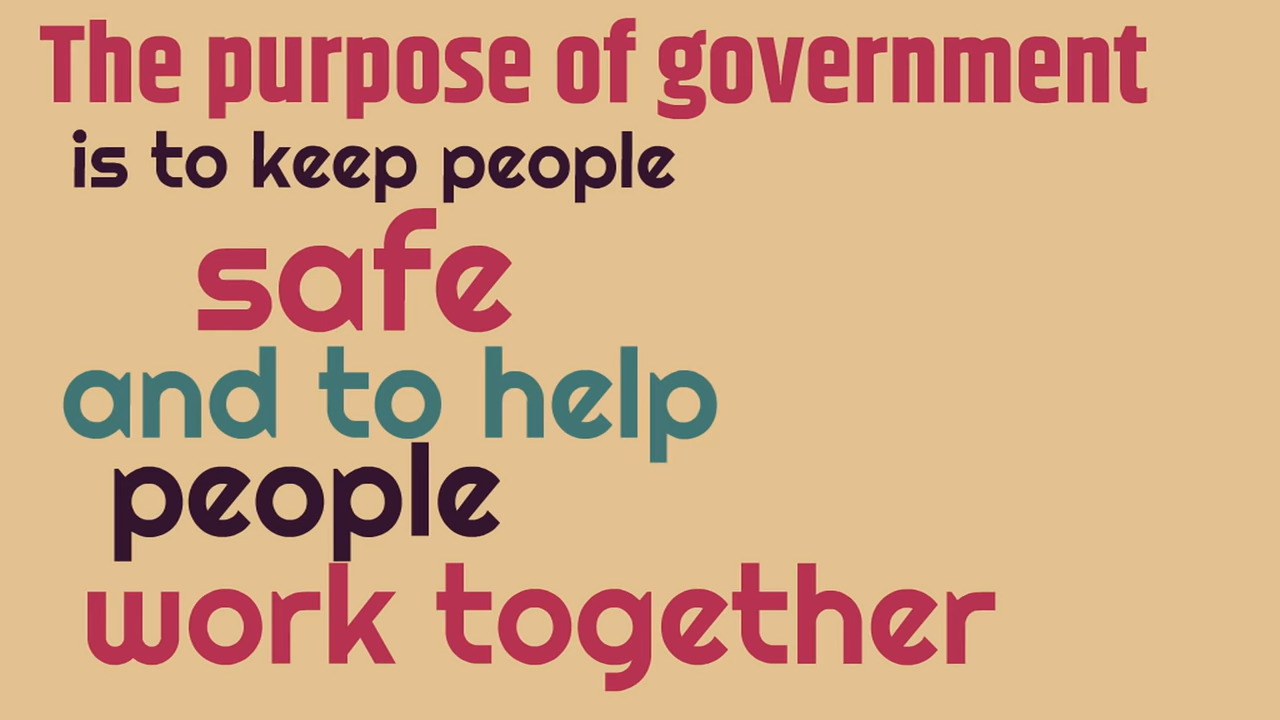 The purpose of government
is to keep people
safe
and to help
people
work together